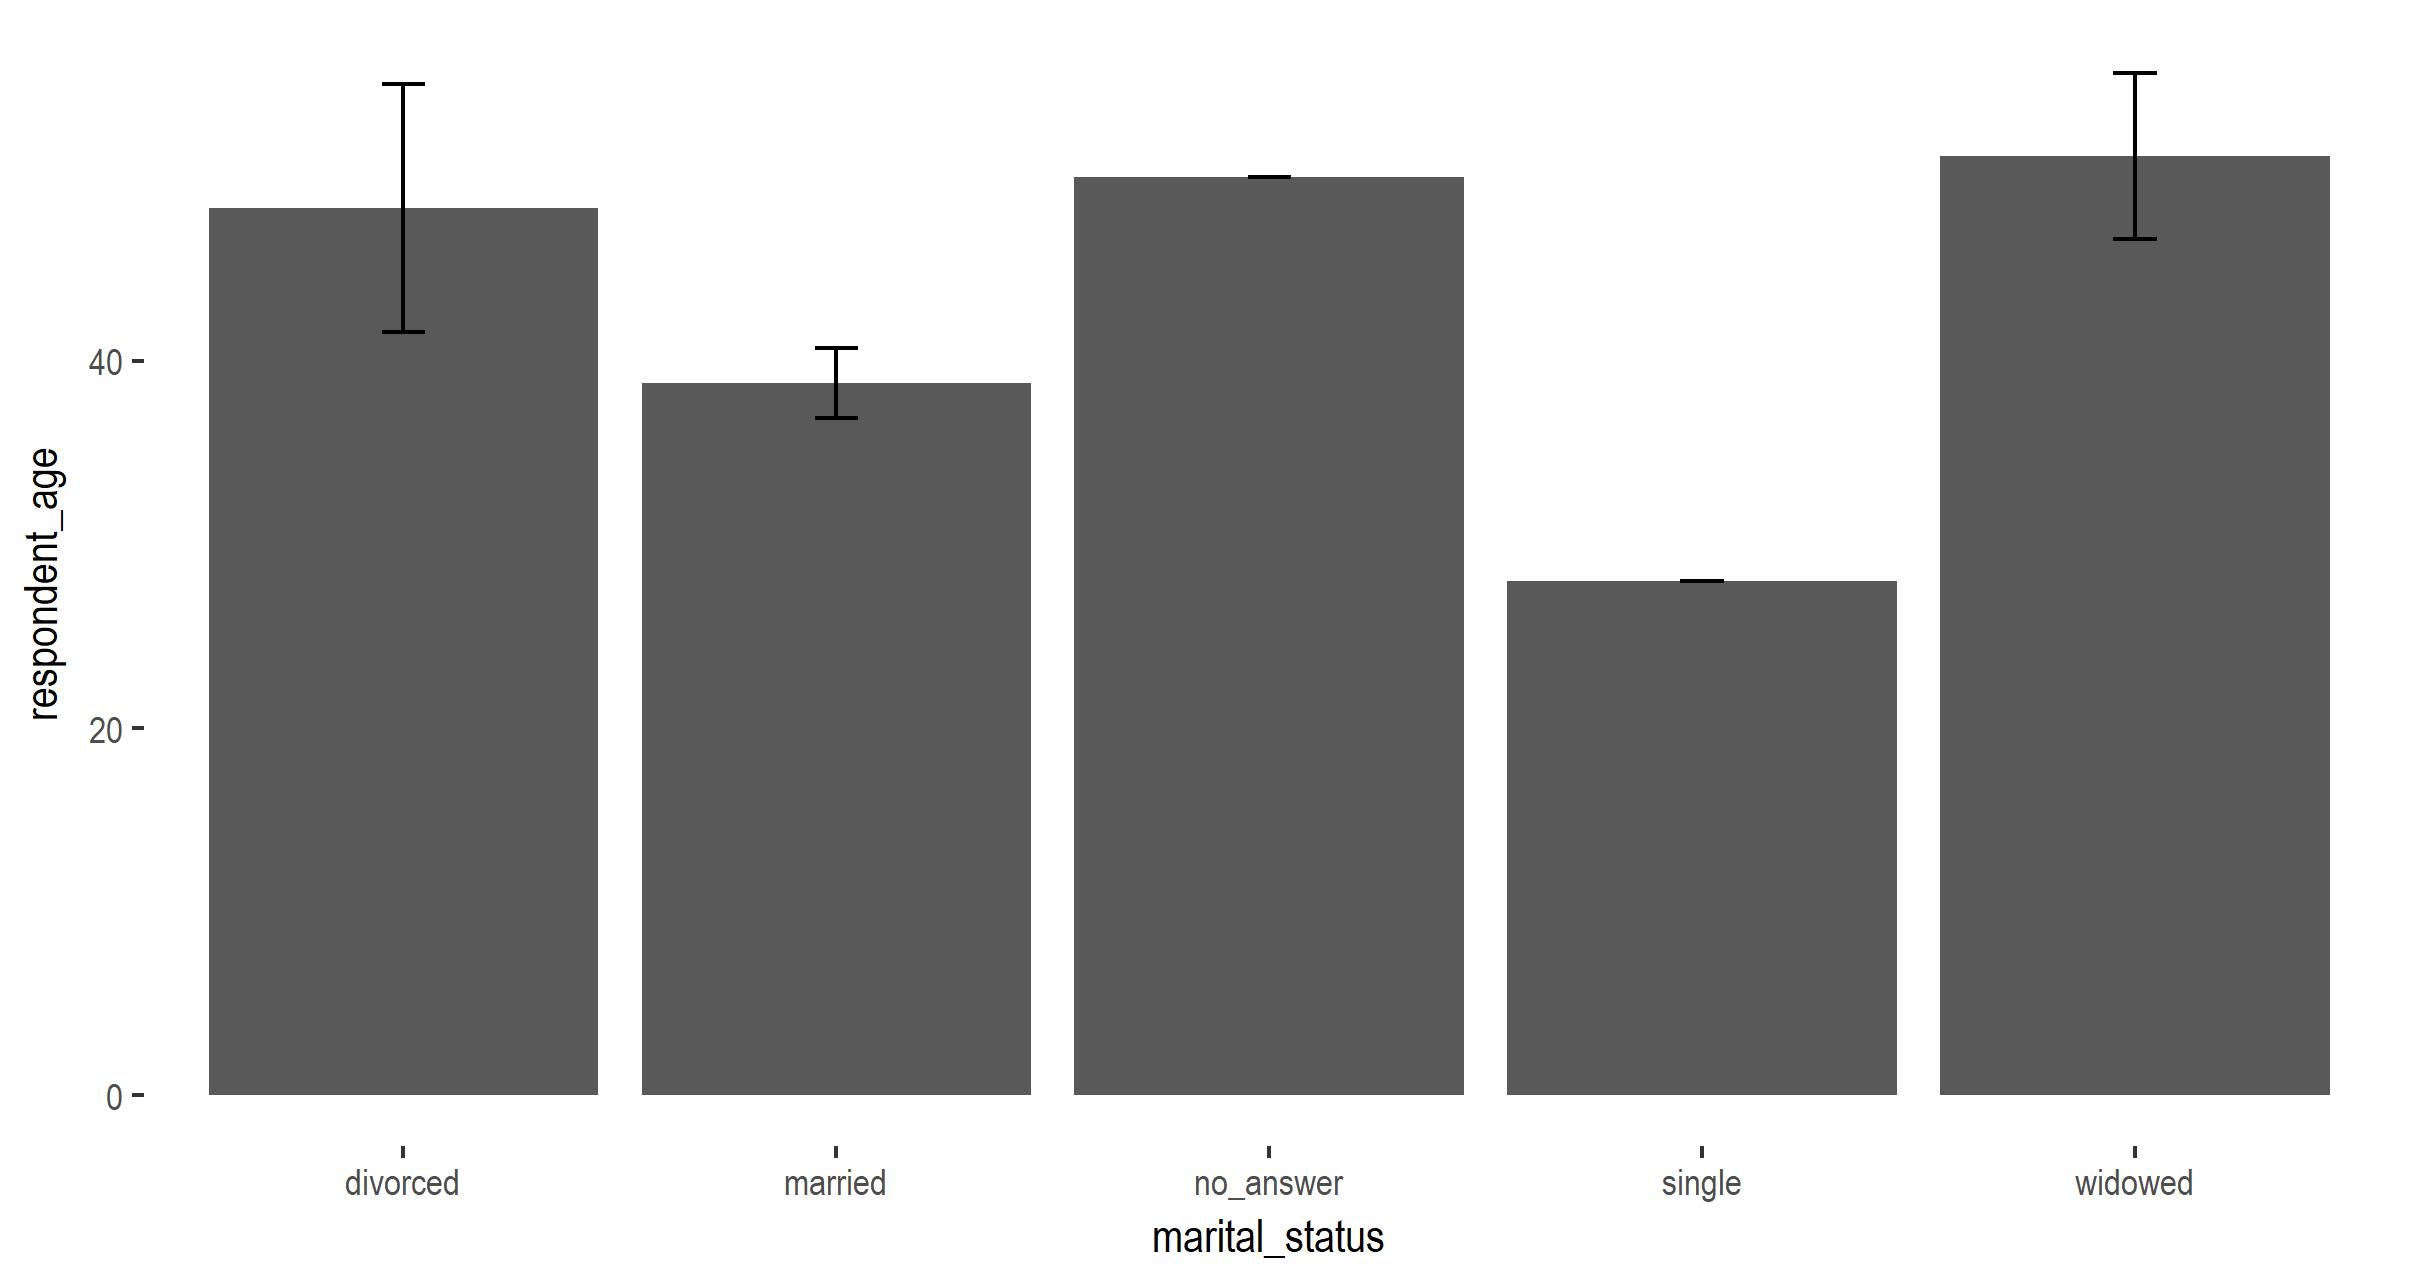 respondent_age
40
20
0
divorced married no_answer single widowed
marital_status